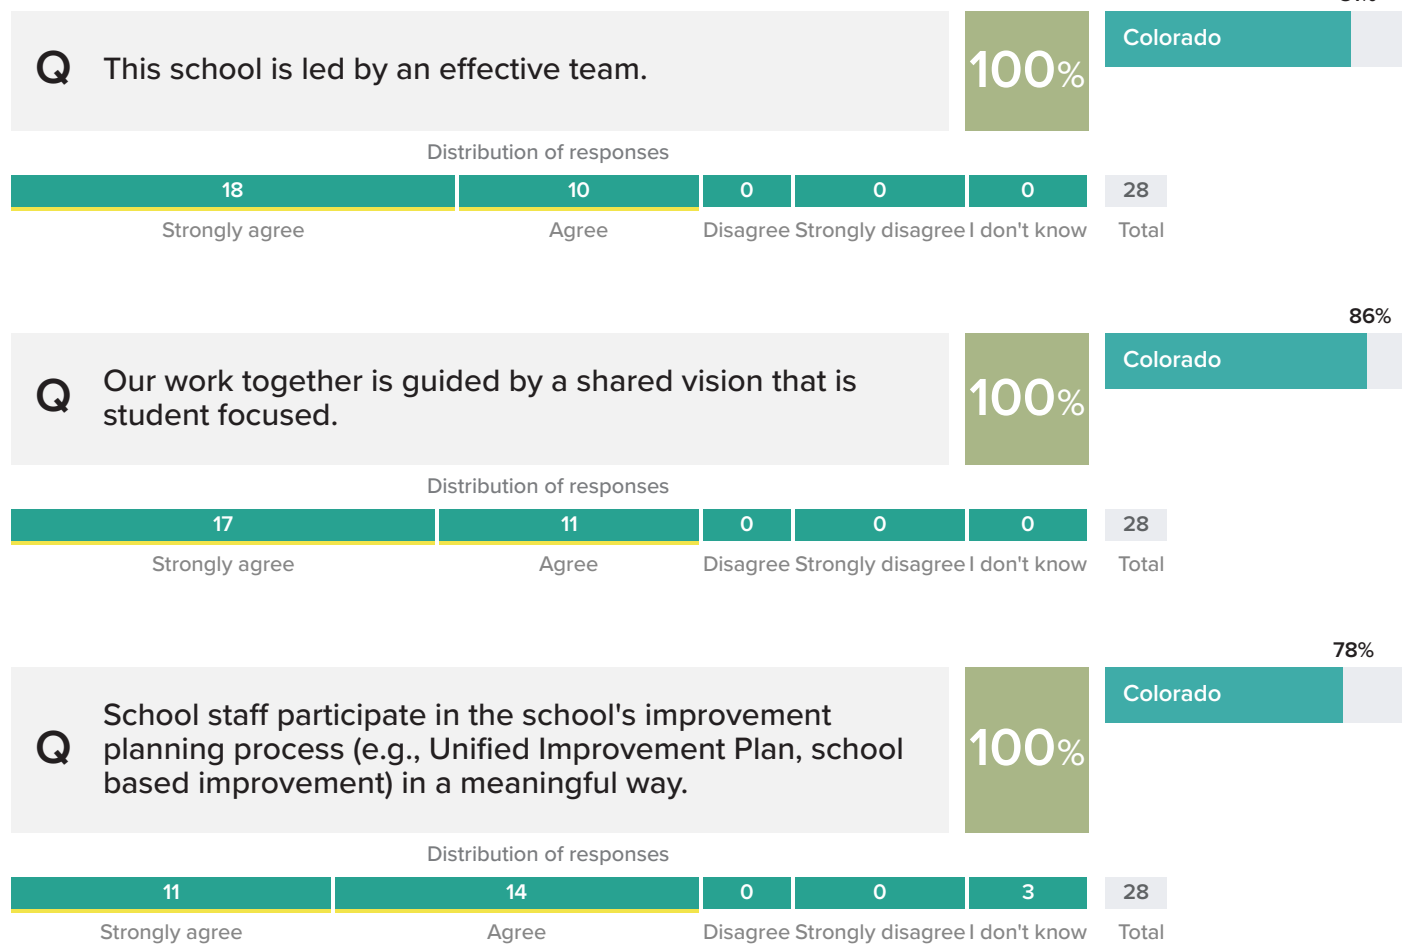 Q This school is led by an effective team.
100%
Colorado
Distribution of responses
18 10 0 0 0 28
Strongly agree Agree Disagree Strongly disagree I don't know Total
86%
Q Our work together is guided by a shared vision that is
student focused.
100%
Colorado
Distribution of responses
17 11 0 0 0 28
Strongly agree Agree Disagree Strongly disagree I don't know Total
78%
Q School staff participate in the school's improvement
planning process (e.g., Unified Improvement Plan, school
based improvement) in a meaningful way.
100%
Colorado
Distribution of responses
11 14 0 0 3 28
Strongly agree Agree Disagree Strongly disagree I don't know Total